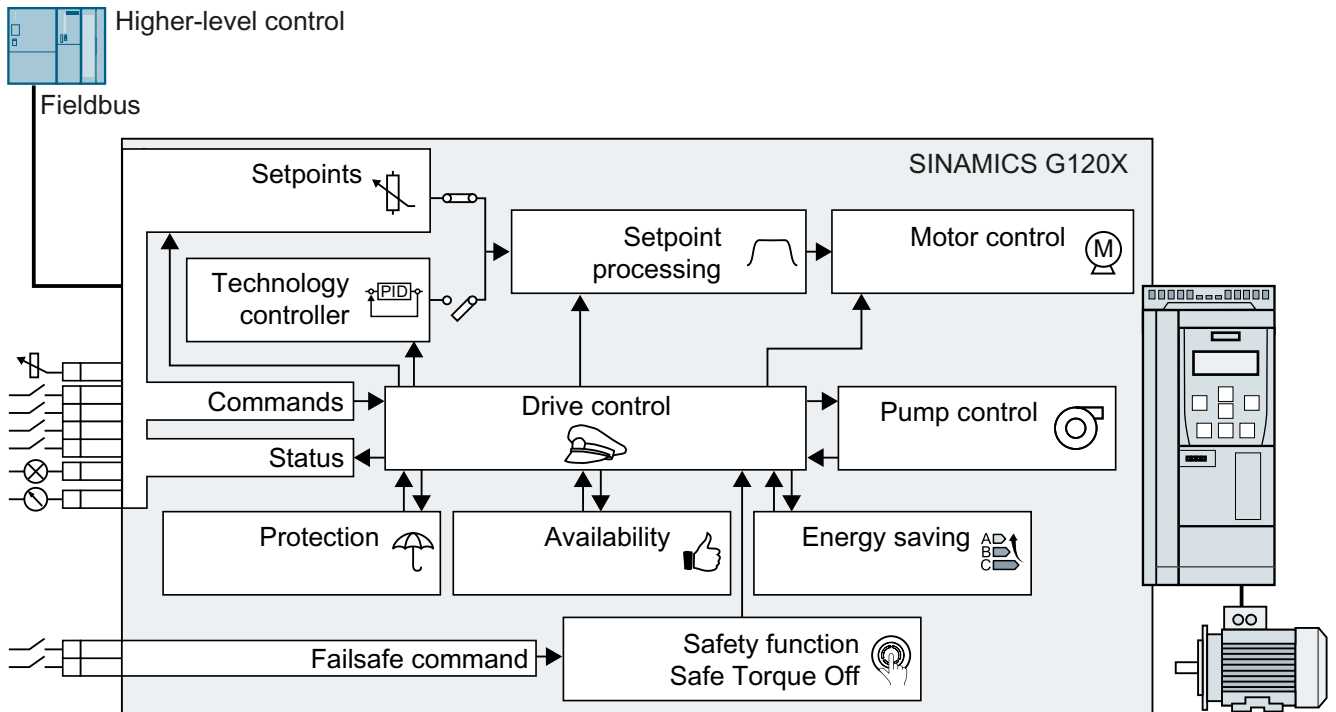 Higher-level control
Fieldbus
SINAMICS G120X
Setpoints
Setpoint
processing
Motor control
M
Technology
controller
PID
Commands
Drive control
Pump control
Status
Protection
Availability
Energy saving
A
B
C
Failsafe command
Safety function
Safe Torque Off